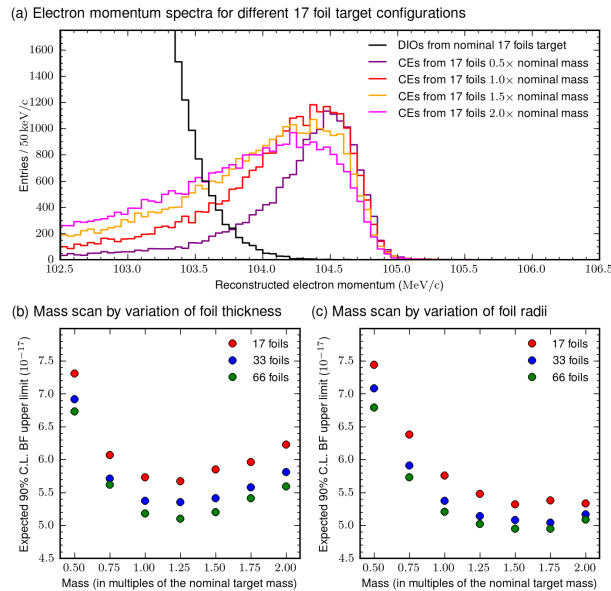 (a) Electron momentum spectra for different 17 foil target configurations
1600
1400
1200
1000
800
600
400
200
0
Entries / 50 keV/c
DIOs from nominal 17 foils target
CEs from 17 foils 0.5× nominal mass
CEs from 17 foils 1.0× nominal mass
CEs from 17 foils 1.5× nominal mass
CEs from 17 foils 2.0× nominal mass
102.5 103.0 103.5 104.0 104.5 105.0 105.5 106.0 106.5
Reconstructed electron momentum (MeV/c)
(b) Mass scan by variation of foil thickness
7.5
7.0
6.5
6.0
5.5
5.0
4.5
Expected 90% C.L. BF upper limit (10⁻¹⁷)
17 foils
33 foils
66 foils
0.50 0.75 1.00 1.25 1.50 1.75 2.00
Mass (in multiples of the nominal target mass)
(c) Mass scan by variation of foil radii
7.5
7.0
6.5
6.0
5.5
5.0
4.5
Expected 90% C.L. BF upper limit (10⁻¹⁷)
17 foils
33 foils
66 foils
0.50 0.75 1.00 1.25 1.50 1.75 2.00
Mass (in multiples of the nominal target mass)